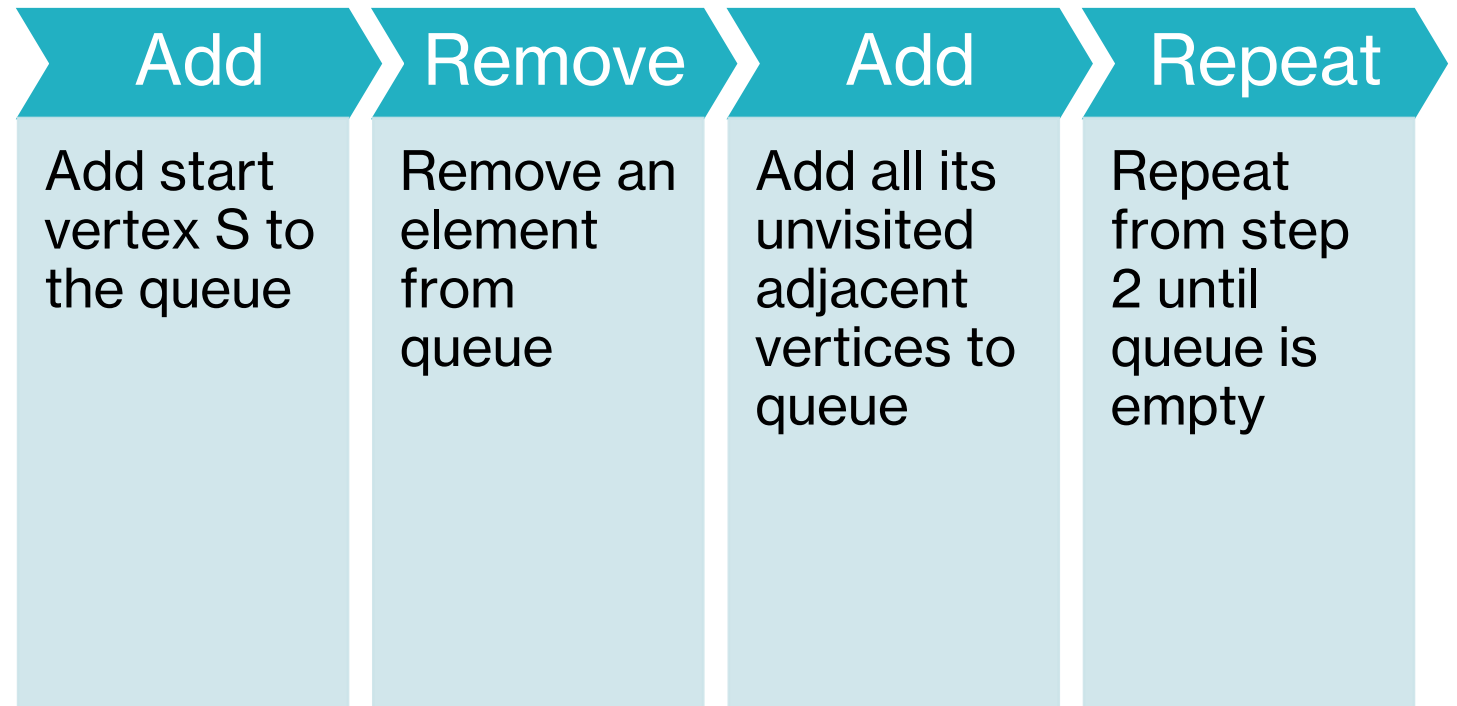 Add
Add start
vertex S to
the queue
Remove
Remove an
element
from
queue
Add
Add all its
unvisited
adjacent
vertices to
queue
Repeat
Repeat
from step
2 until
queue is
empty